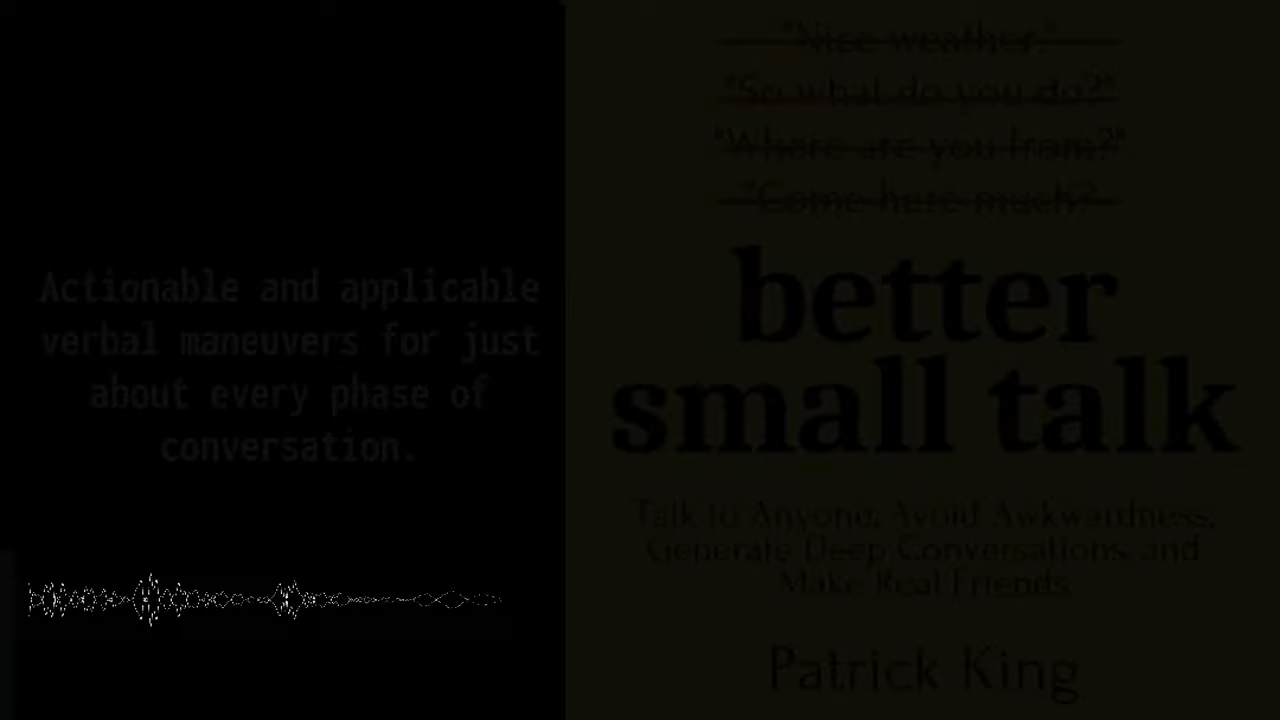 Actionable and applicable
verbal maneuvers for just
about every phase of
conversation.
"Nice weather."
"So what do you do?"
"Where are you from?"
"Come here much?
better
small talk
Talk to Anyone, Avoid Awkwardness,
Generate Deep Conversations, and
Make Real Friends
Patrick King